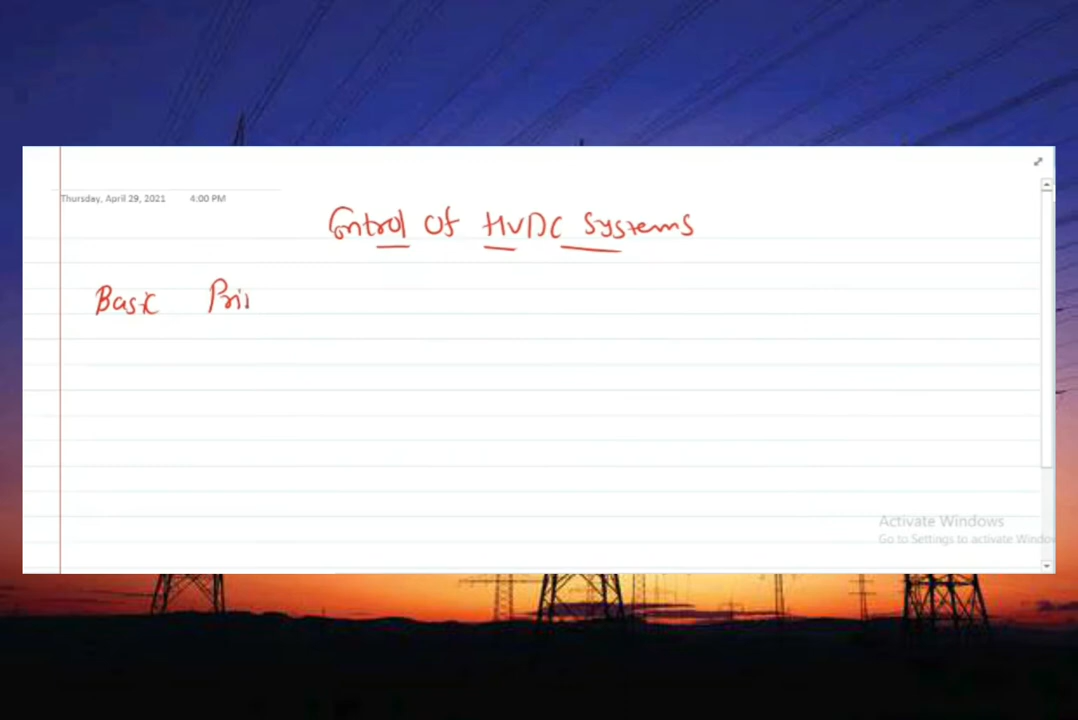 Thursday, April 29, 2021 4:00 PM
Control Of HVDC Systems
Basic Prin
Activate Windows
Go to Settings to activate Windo